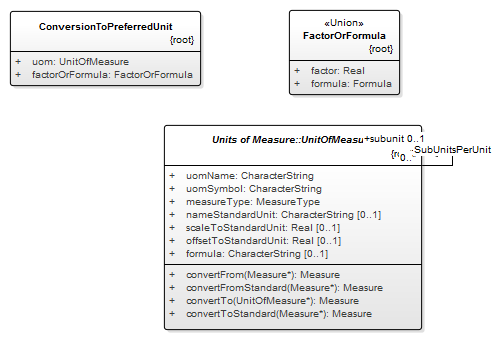 ConversionToPreferredUnit
{root}
+ uom: UnitOfMeasure
+ factorOrFormula: FactorOrFormula
«Union»
FactorOrFormula
{root}
+ factor: Real
+ formula: Formula
Units of Measure::UnitOfMeasu
+subunit 0..1
SubUnitsPerUnit
0..
+ uomName: CharacterString
+ uomSymbol: CharacterString
+ measureType: MeasureType
+ nameStandardUnit: CharacterString [0..1]
+ scaleToStandardUnit: Real [0..1]
+ offsetToStandardUnit: Real [0..1]
+ formula: CharacterString [0..1]
+ convertFrom(Measure*): Measure
+ convertFromStandard(Measure*): Measure
+ convertTo(UnitOfMeasure*): Measure
+ convertToStandard(Measure*): Measure